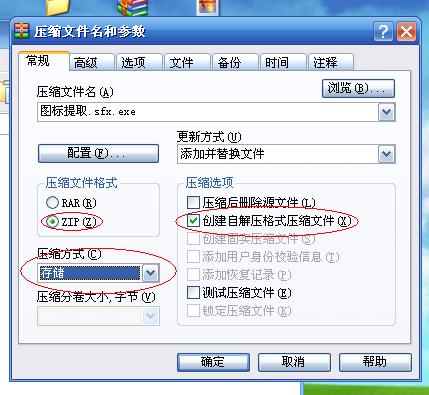 压缩文件名和参数
常规 高级 选项 文件 备份 时间 注释
压缩文件名(A)
浏览(B)...
图标提取.sfx.exe
更新方式(U)
配置(F)...
添加并替换文件
压缩文件格式
RAR(R)
ZIP(Z)
压缩选项
压缩后删除源文件(L)
创建自解压格式压缩文件(X)
创建固实压缩文件(S)
添加用户身份校验信息(T)
添加恢复记录(P)
测试压缩文件(E)
锁定压缩文件(K)
压缩方式(C)
存储
压缩分卷大小,字节(V)
确定 取消 帮助